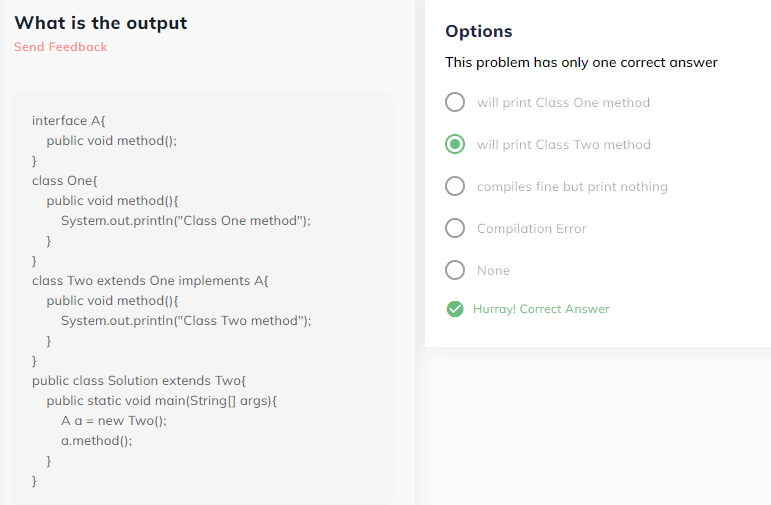 What is the output
Send Feedback
interface A{
    public void method();
}
class One{
    public void method(){
        System.out.println("Class One method");
    }
}
class Two extends One implements A{
    public void method(){
        System.out.println("Class Two method");
    }
}
public class Solution extends Two{
    public static void main(String[] args){
        A a = new Two();
        a.method();
    }
}
Options
This problem has only one correct answer
will print Class One method
will print Class Two method
compiles fine but print nothing
Compilation Error
None
Hurray! Correct Answer